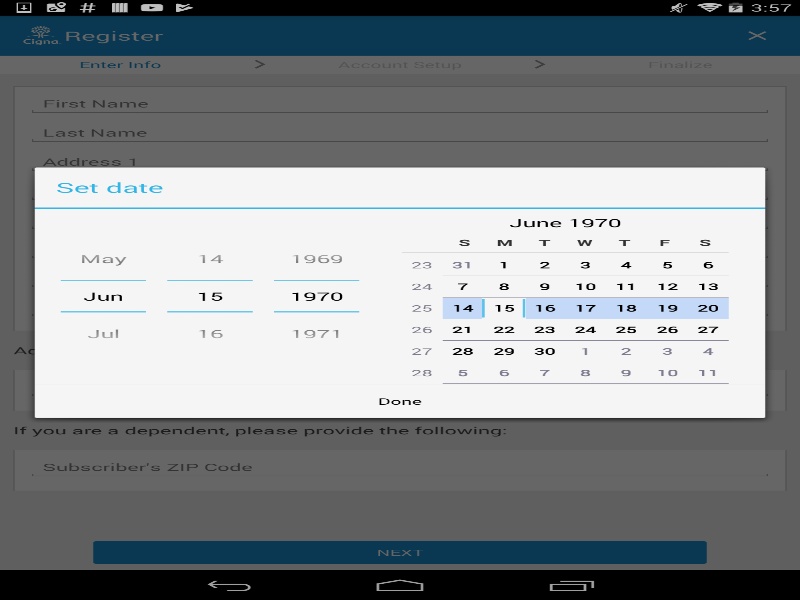 3:57
Cigna. Register
Enter Info > Account Setup > Finalize
First Name
Last Name
Address 1
Set date
June 1970
S M T W T F S
May 14 1969
23 31 1 2 3 4 5 6
24 7 8 9 10 11 12 13
Jun 15 1970
25 14 15 16 17 18 19 20
Jul 16 1971
26 21 22 23 24 25 26 27
27 28 29 30 1 2 3 4
28 5 6 7 8 9 10 11
Done
If you are a dependent, please provide the following:
Subscriber's ZIP Code
NEXT